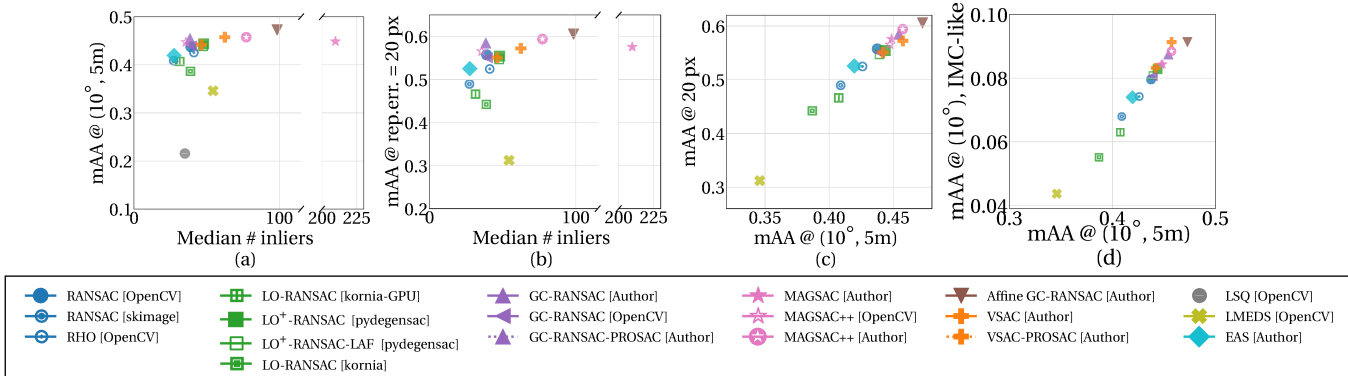 mAA @ (10°, 5m)
0.5
0.4
0.3
0.2
0.1
0 100 200 225
Median # inliers
(a)
mAA @ rep.err. = 20 px
0.6
0.5
0.4
0.3
0.2
0 100 200 225
Median # inliers
(b)
mAA @ 20 px
0.6
0.5
0.4
0.3
0.35 0.40 0.45
mAA @ (10°, 5m)
(c)
mAA @ (10°), IMC-like
0.10
0.08
0.06
0.04
0.3 0.4 0.5
mAA @ (10°, 5m)
(d)
RANSAC [OpenCV]
RANSAC [skimage]
RHO [OpenCV]
LO-RANSAC [kornia-GPU]
LO+-RANSAC [pydegensac]
LO+-RANSAC-LAF [pydegensac]
LO-RANSAC [kornia]
GC-RANSAC [Author]
GC-RANSAC [OpenCV]
GC-RANSAC-PROSAC [Author]
MAGSAC [Author]
MAGSAC++ [OpenCV]
MAGSAC++ [Author]
Affine GC-RANSAC [Author]
VSAC [Author]
VSAC-PROSAC [Author]
LSQ [OpenCV]
LMEDS [OpenCV]
EAS [Author]